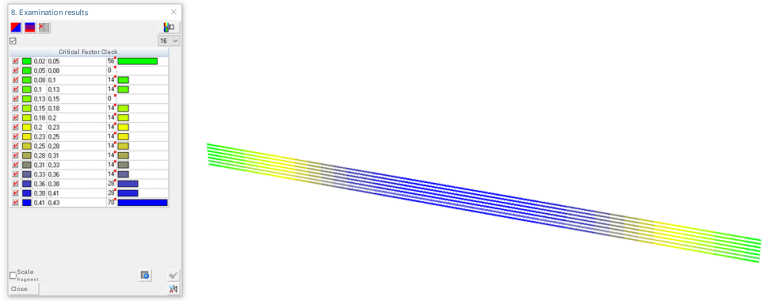 8. Examination results
16
Critical Factor Clack
0,02 0,05 56
0,05 0,08 0
0,08 0,1 14
0,1 0,13 14
0,13 0,15 0
0,15 0,18 14
0,18 0,2 14
0,2 0,23 14
0,23 0,25 14
0,25 0,28 14
0,28 0,31 14
0,31 0,33 14
0,33 0,36 14
0,36 0,38 28
0,38 0,41 28
0,41 0,43 70
Scale
fragment
Close